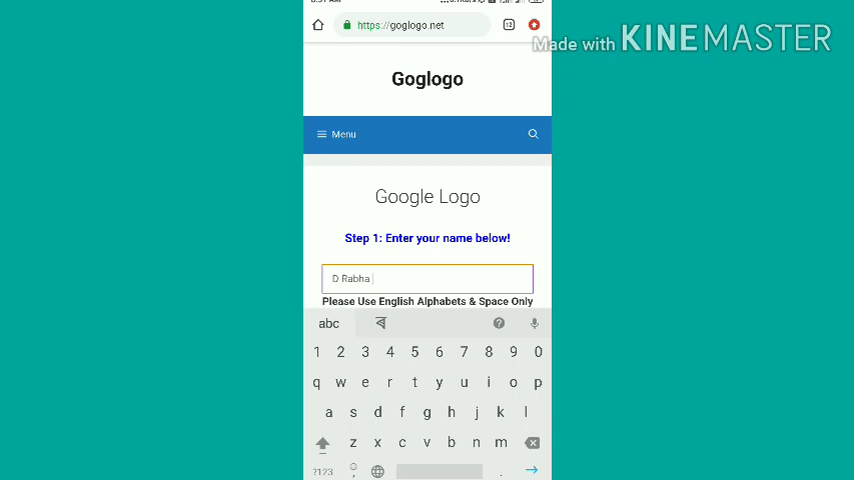 https://goglogo.net
12
Made with KINEMASTER
Goglogo
Menu
Google Logo
Step 1: Enter your name below!
D Rabha
Please Use English Alphabets & Space Only
abc ব
1 2 3 4 5 6 7 8 9 0
q w e r t y u i o p
a s d f g h j k l
z x c v b n m
?123 , .